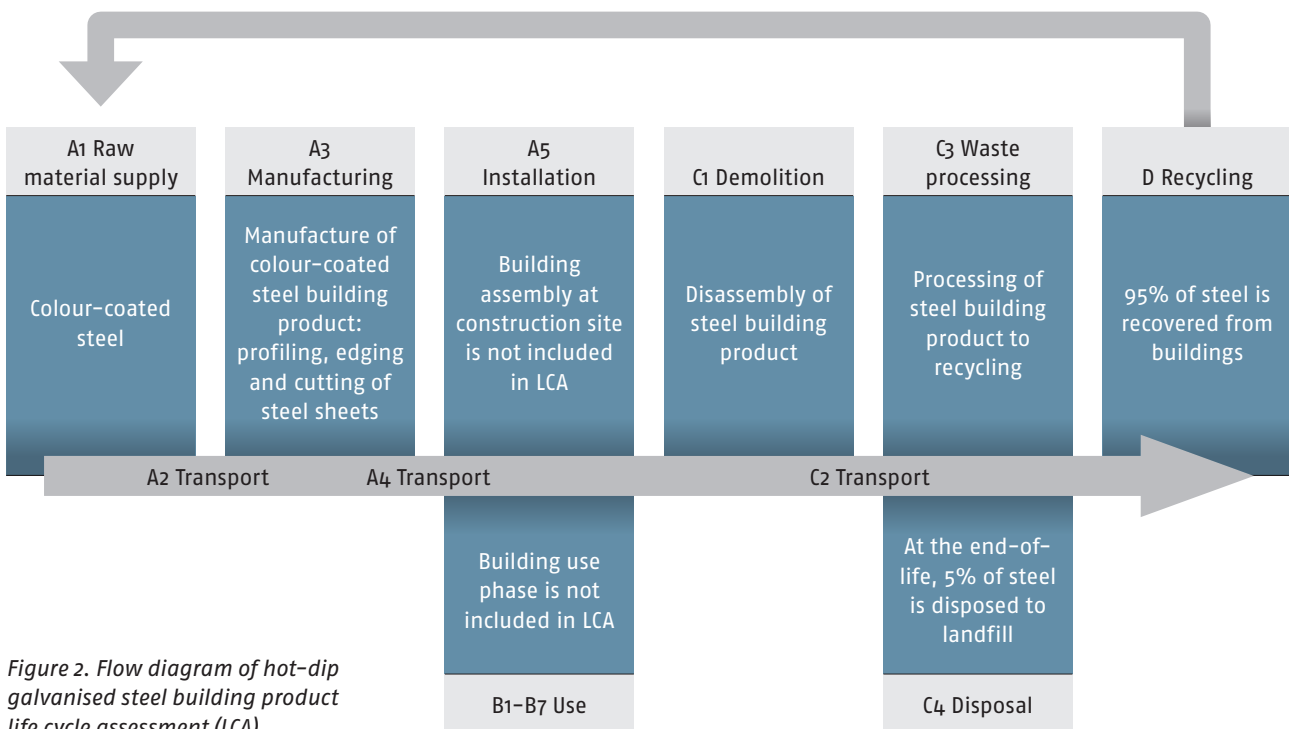 A1 Raw
material supply
Colour-coated
steel
A3
Manufacturing
Manufacture of
colour-coated
steel building
product:
profiling, edging
and cutting of
steel sheets
A5
Installation
Building
assembly at
construction site
is not included
in LCA
C1 Demolition
Disassembly of
steel building
product
C3 Waste
processing
Processing of
steel building
product to
recycling
D Recycling
95% of steel is
recovered from
buildings
A2 Transport
A4 Transport
C2 Transport
Building use
phase is not
included in LCA
B1-B7 Use
At the end-of-
life, 5% of steel
is disposed to
landfill
C4 Disposal
Figure 2. Flow diagram of hot-dip
galvanised steel building product
life cycle assessment (LCA)